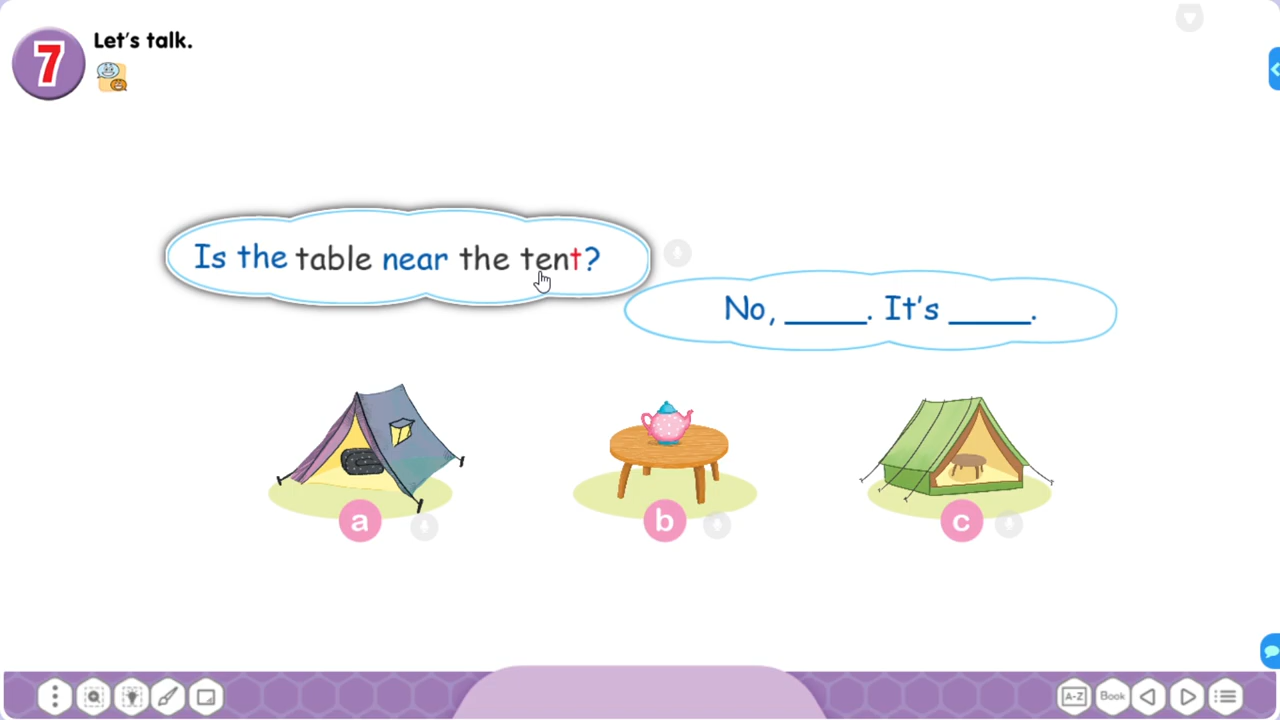 7
Let's talk.
Is the table near the tent?
No, _____. It's _____.
a
b
c
A-Z
Book